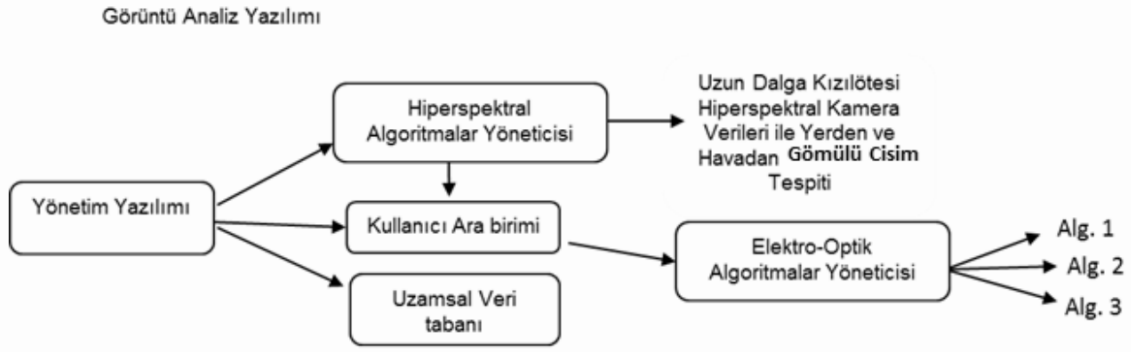 Görüntü Analiz Yazılımı
Hiperspektral
Algoritmalar Yöneticisi
Uzun Dalga Kızılötesi
Hiperspektral Kamera
Verileri ile Yerden ve
Havadan Gömülü Cisim
Tespiti
Yönetim Yazılımı
Kullanıcı Ara birimi
Elektro-Optik
Algoritmalar Yöneticisi
Alg. 1
Alg. 2
Alg. 3
Uzamsal Veri
tabanı